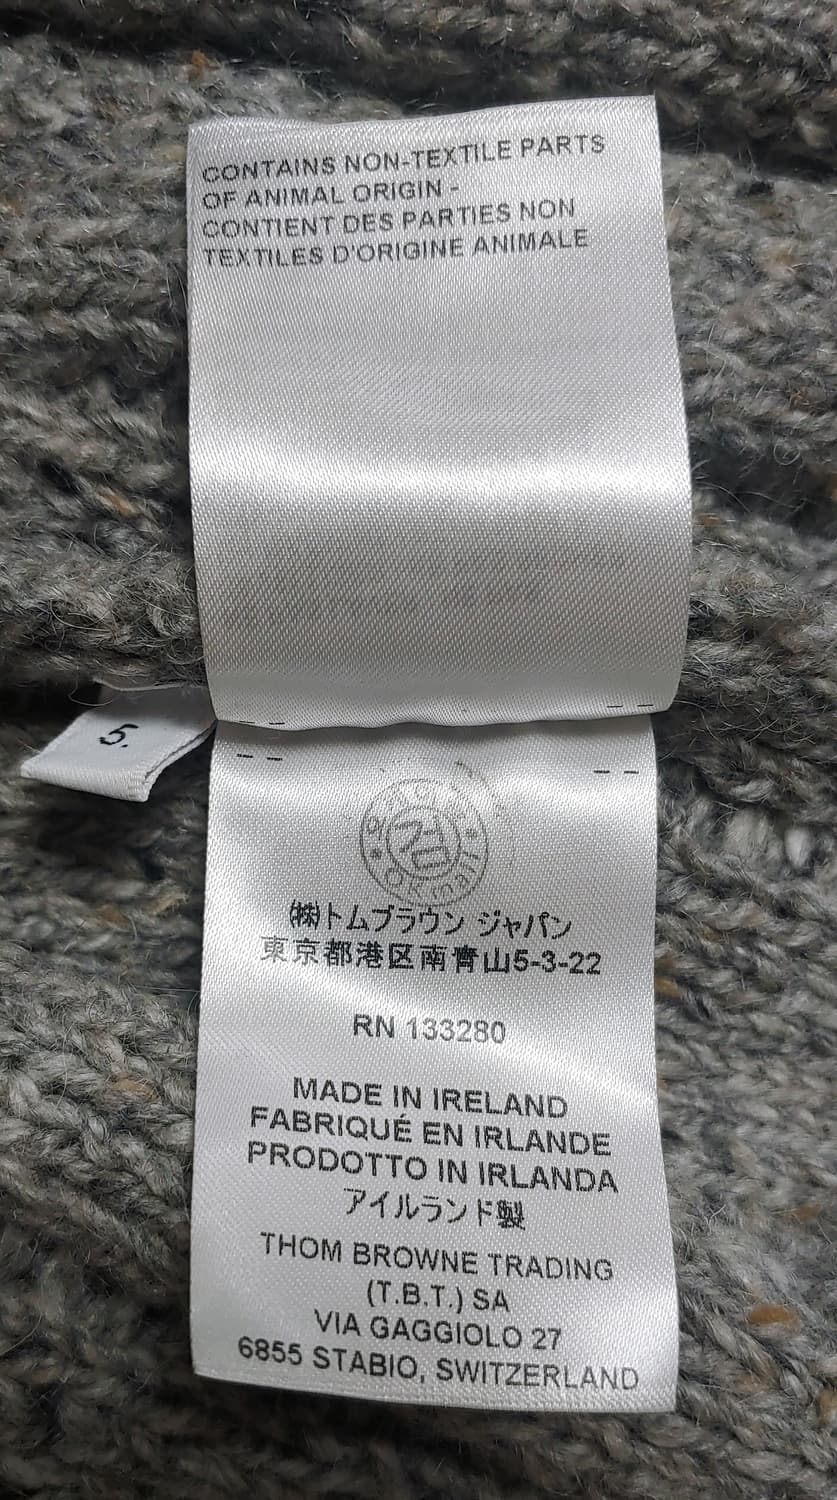 CONTAINS NON-TEXTILE PARTS
OF ANIMAL ORIGIN -
CONTIENT DES PARTIES NON
TEXTILES D'ORIGINE ANIMALE
5.
검
OKmall
㈱トムブラウン ジャパン
東京都港区南青山5-3-22
RN 133280
MADE IN IRELAND
FABRIQUÉ EN IRLANDE
PRODOTTO IN IRLANDA
アイルランド製
THOM BROWNE TRADING
(T.B.T.) SA
VIA GAGGIOLO 27
6855 STABIO, SWITZERLAND